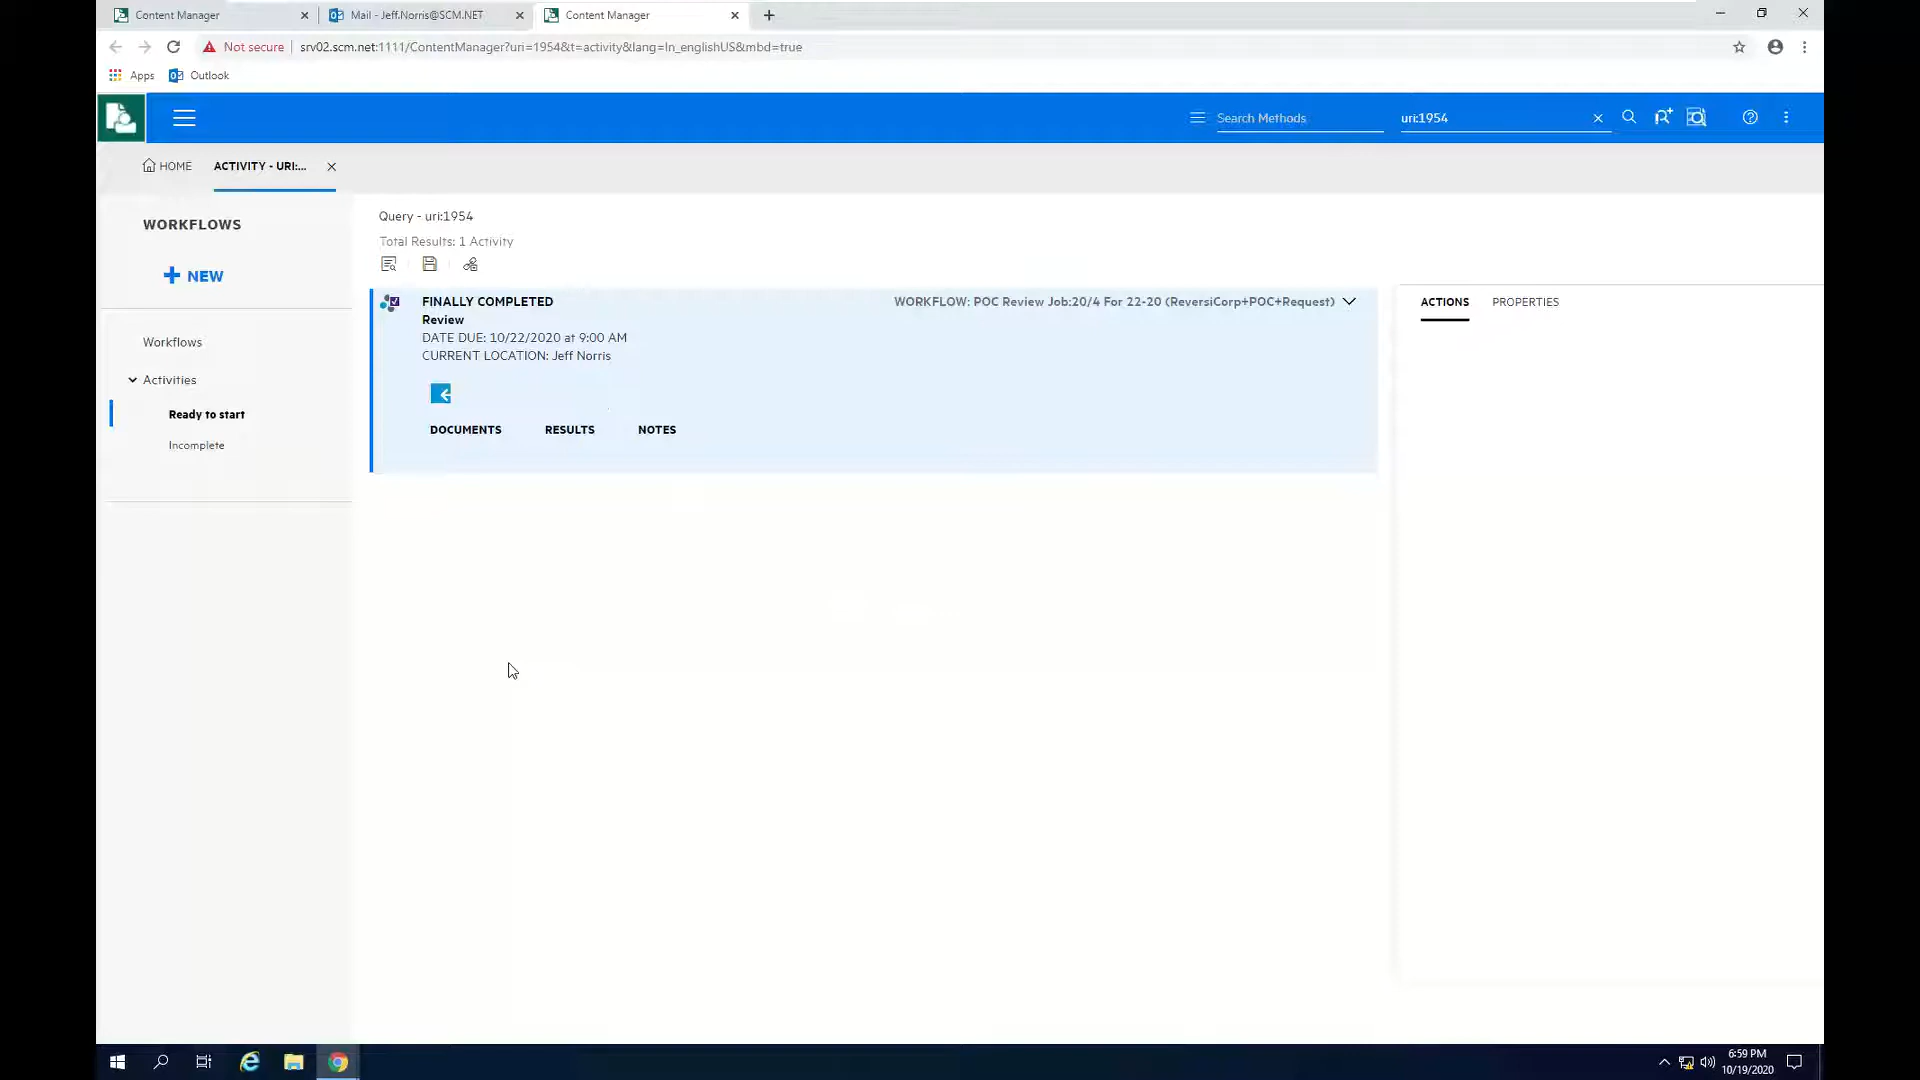 Content Manager
Mail - Jeff.Norris@SCM.NET
Content Manager
Not secure
srv02.scm.net:1111/ContentManager?uri=1954&t=activity&lang=ln_englishUS&mbd=true
Apps
Outlook
Search Methods
uri:1954
HOME
ACTIVITY - URI:...
WORKFLOWS
NEW
Workflows
Activities
Ready to start
Incomplete
Query - uri:1954
Total Results: 1 Activity
FINALLY COMPLETED
WORKFLOW: POC Review Job:20/4 For 22-20 (ReversiCorp+POC+Request)
Review
DATE DUE: 10/22/2020 at 9:00 AM
CURRENT LOCATION: Jeff Norris
DOCUMENTS
RESULTS
NOTES
ACTIONS
PROPERTIES
6:59 PM
10/19/2020